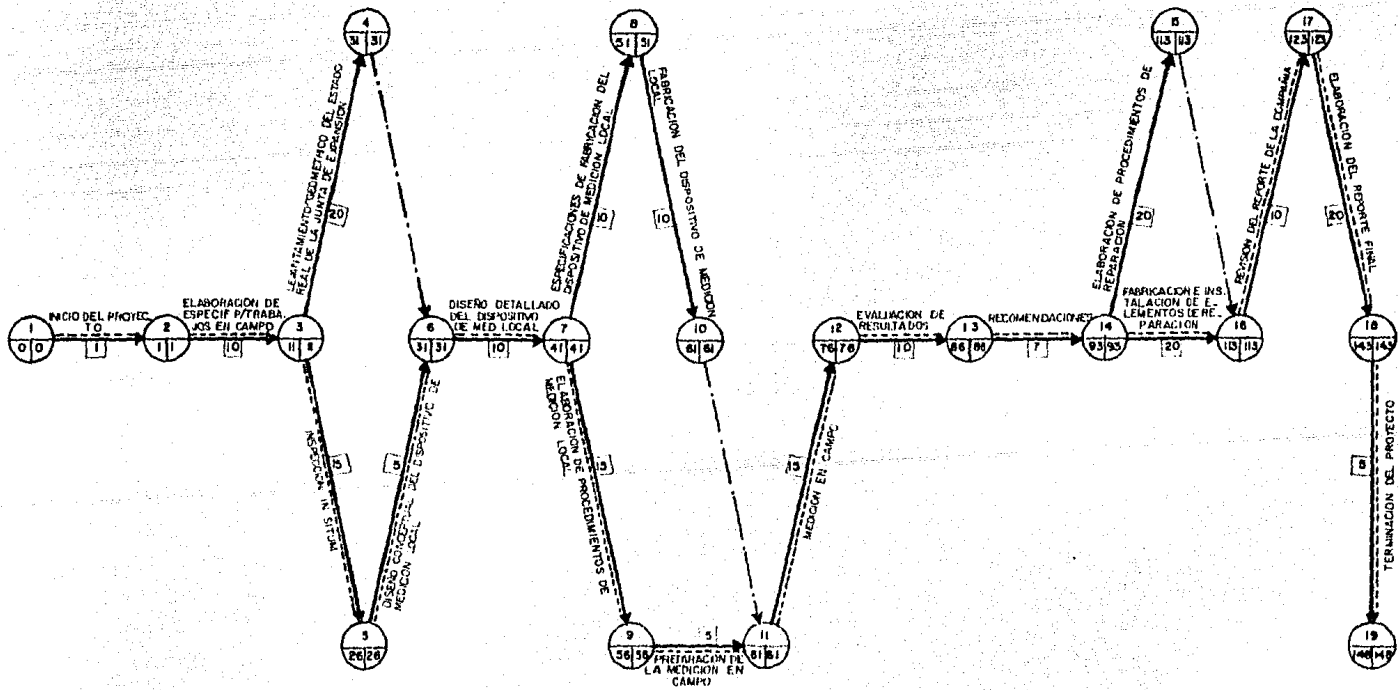 4
31 31
8
51 51
15
113 113
17
123 123
LEVANTAMIENTO GEOMETRICO DEL ESTADO
REAL DE LA JUNTA DE EXPANSION
20
ESPECIFICACIONES DE FABRICACION DEL
DISPOSITIVO DE MEDICION LOCAL
10
FABRICACION DEL DISPOSITIVO DE MEDICION
LOCAL
10
ELABORACION DE PROCEDIMIENTOS DE
REPARACION
20
REVISION DEL REPORTE DE LA COMPAÑIA
10
ELABORACION DEL REPORTE FINAL
20
1
0 0
INICIO DEL PROYEC-
TO
1
2
1 1
ELABORACION DE
ESPECIF P/TRABA-
JOS EN CAMPO
10
3
11
6
31 31
DISEÑO DETALLADO
DEL DISPOSITIVO
DE MED LOCAL
10
7
41 41
10
61 61
12
76 76
EVALUACION DE
RESULTADOS
10
13
86 86
RECOMENDACIONES
7
14
93 93
FABRICACION E INS-
TALACION DE E-
LEMENTOS DE RE-
PARACION
20
16
113 113
18
143 143
INSPECCION IN SITUM
15
DISEÑO CONCEPTUAL DEL DISPOSITIVO DE
MEDICION LOCAL
5
ELABORACION DE PROCEDIMIENTOS DE
MEDICION LOCAL
15
MEDICION EN CAMPO
15
TERMINACION DEL PROYECTO
5
5
26 26
9
56 56
5
PREPARACION DE
LA MEDICION EN
CAMPO
11
61 61
19
148 148